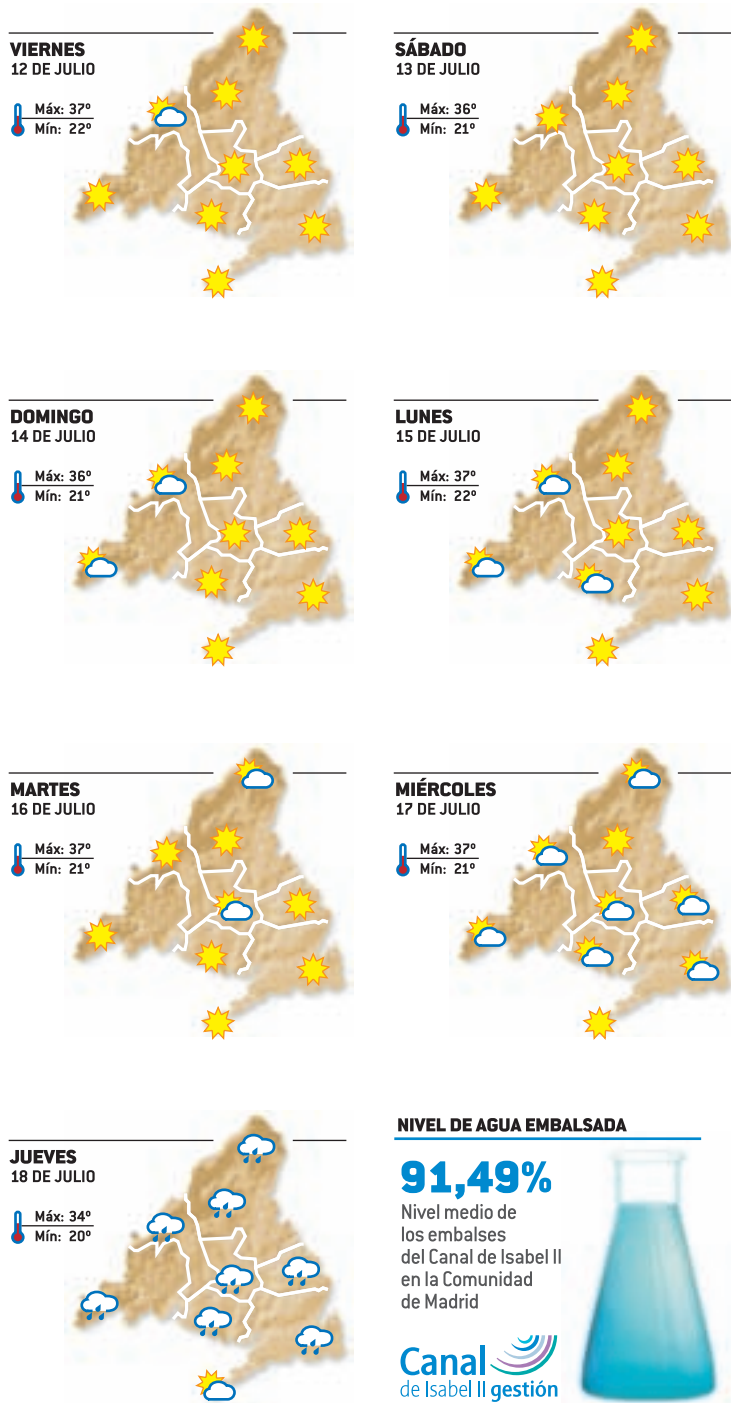 VIERNES
12 DE JULIO
Máx: 37º
Mín: 22º
SÁBADO
13 DE JULIO
Máx: 36º
Mín: 21º
DOMINGO
14 DE JULIO
Máx: 36º
Mín: 21º
LUNES
15 DE JULIO
Máx: 37º
Mín: 22º
MARTES
16 DE JULIO
Máx: 37º
Mín: 21º
MIÉRCOLES
17 DE JULIO
Máx: 37º
Mín: 21º
JUEVES
18 DE JULIO
Máx: 34º
Mín: 20º
NIVEL DE AGUA EMBALSADA
91,49%
Nivel medio de
los embalses
del Canal de Isabel II
en la Comunidad
de Madrid
Canal
de Isabel II gestión